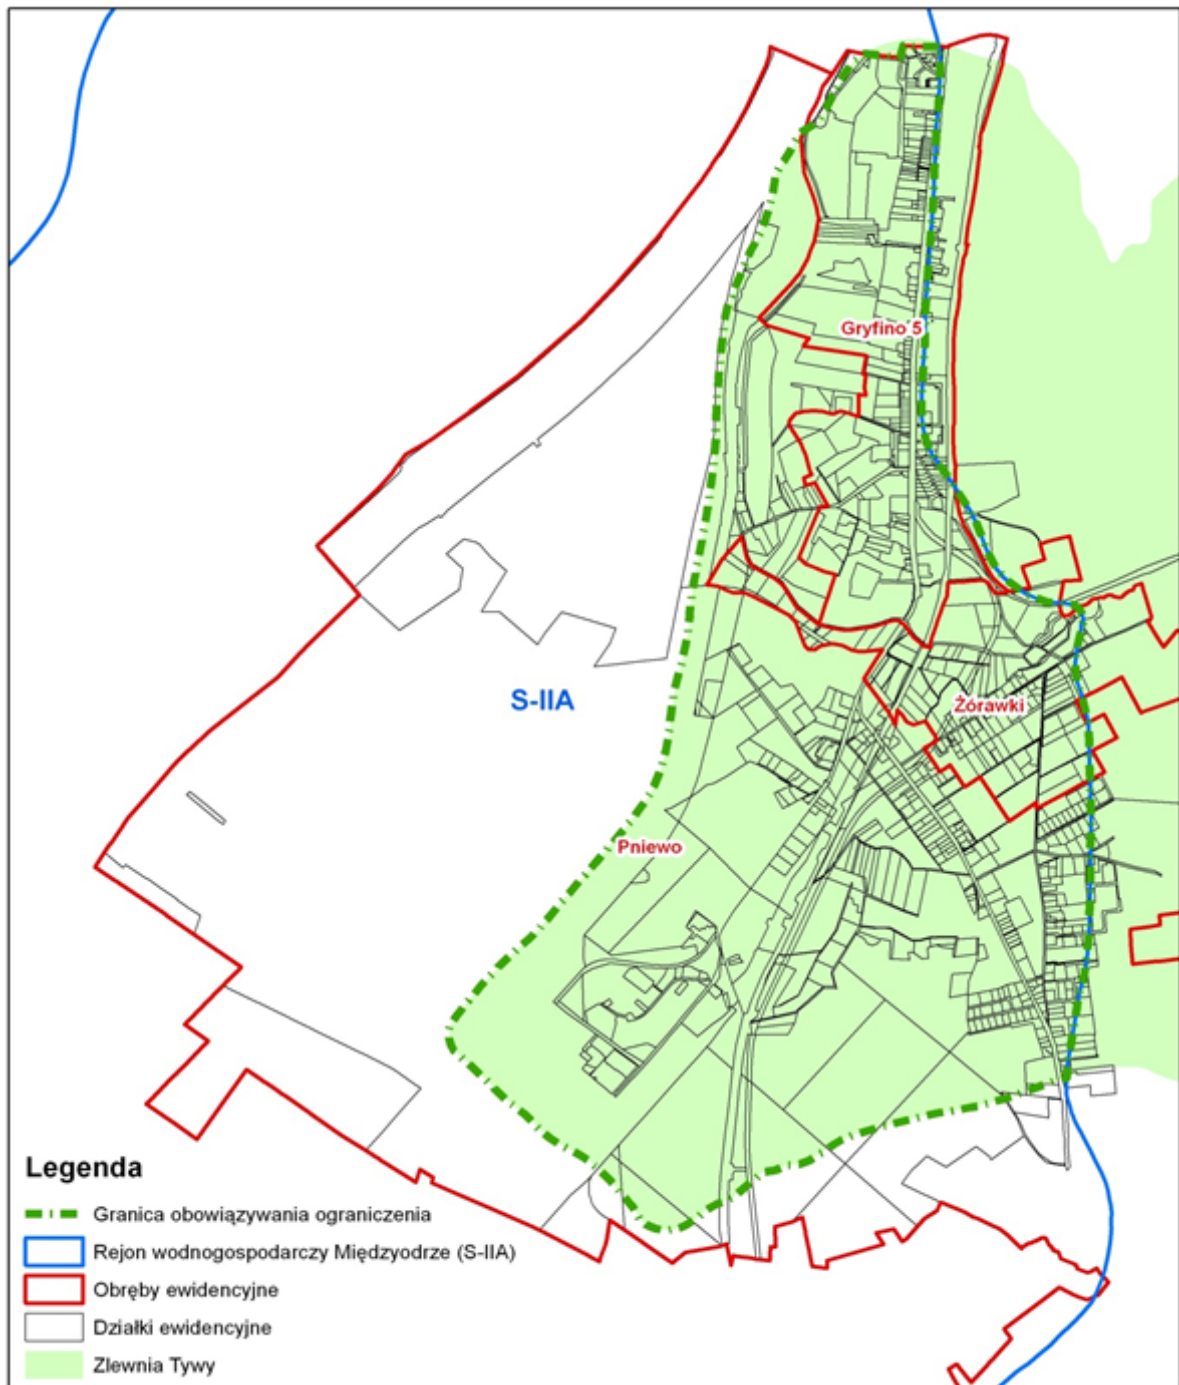 Gryfino 5
S-IIA
Żórawki
Pniewo
Legenda
Granica obowiązywania ograniczenia
Rejon wodnogospodarczy Międzyodrze (S-IIA)
Obręby ewidencyjne
Działki ewidencyjne
Zlewnia Tywy